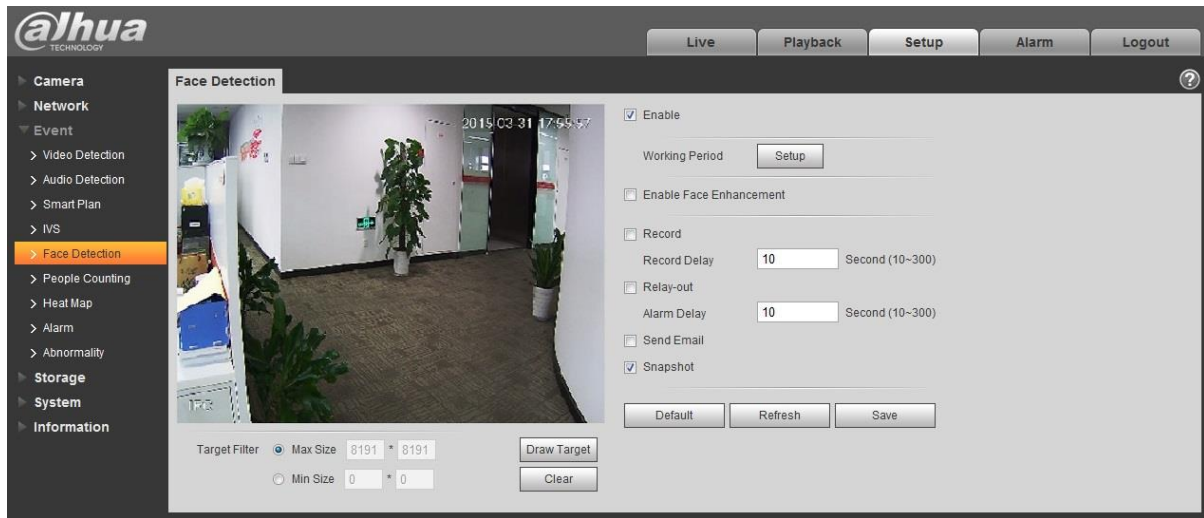 alhua
TECHNOLOGY
Live Playback Setup Alarm Logout
Camera
Network
Event
> Video Detection
> Audio Detection
> Smart Plan
> IVS
> Face Detection
> People Counting
> Heat Map
> Alarm
> Abnormality
Storage
System
Information
Face Detection
?
2015-03-31 17:55:57
IPC
Target Filter Max Size 8191 * 8191 Draw Target
Min Size 0 * 0 Clear
Enable
Working Period Setup
Enable Face Enhancement
Record
Record Delay 10 Second (10~300)
Relay-out
Alarm Delay 10 Second (10~300)
Send Email
Snapshot
Default Refresh Save